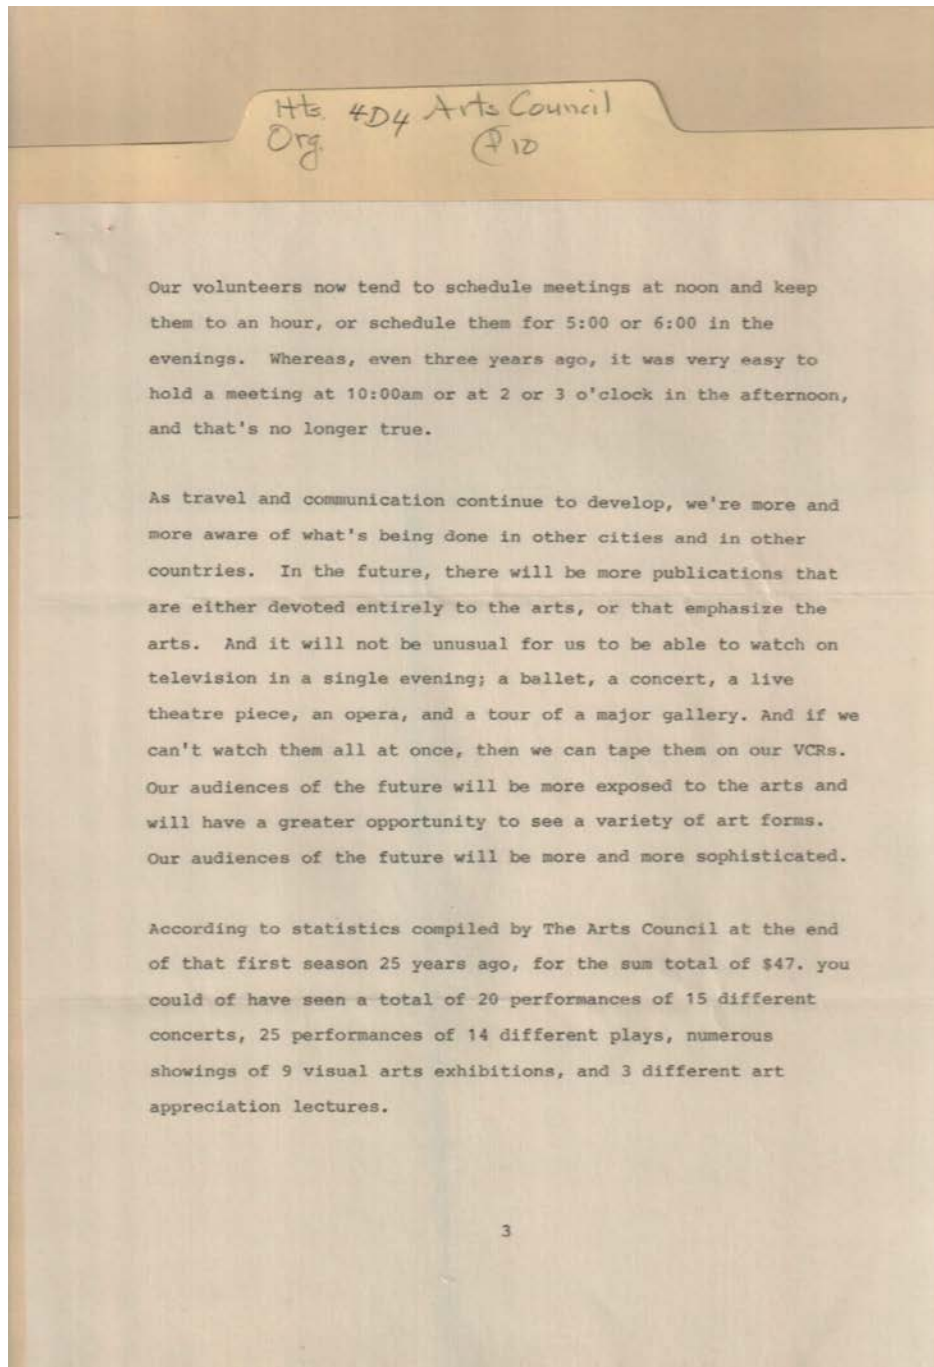 Hts. 4D4 Arts Council
Org. P10
Our volunteers now tend to schedule meetings at noon and keep
them to an hour, or schedule them for 5:00 or 6:00 in the
evenings. Whereas, even three years ago, it was very easy to
hold a meeting at 10:00am or at 2 or 3 o'clock in the afternoon,
and that's no longer true.
As travel and communication continue to develop, we're more and
more aware of what's being done in other cities and in other
countries. In the future, there will be more publications that
are either devoted entirely to the arts, or that emphasize the
arts. And it will not be unusual for us to be able to watch on
television in a single evening; a ballet, a concert, a live
theatre piece, an opera, and a tour of a major gallery. And if we
can't watch them all at once, then we can tape them on our VCRs.
Our audiences of the future will be more exposed to the arts and
will have a greater opportunity to see a variety of art forms.
Our audiences of the future will be more and more sophisticated.
According to statistics compiled by The Arts Council at the end
of that first season 25 years ago, for the sum total of $47. you
could of have seen a total of 20 performances of 15 different
concerts, 25 performances of 14 different plays, numerous
showings of 9 visual arts exhibitions, and 3 different art
appreciation lectures.
3